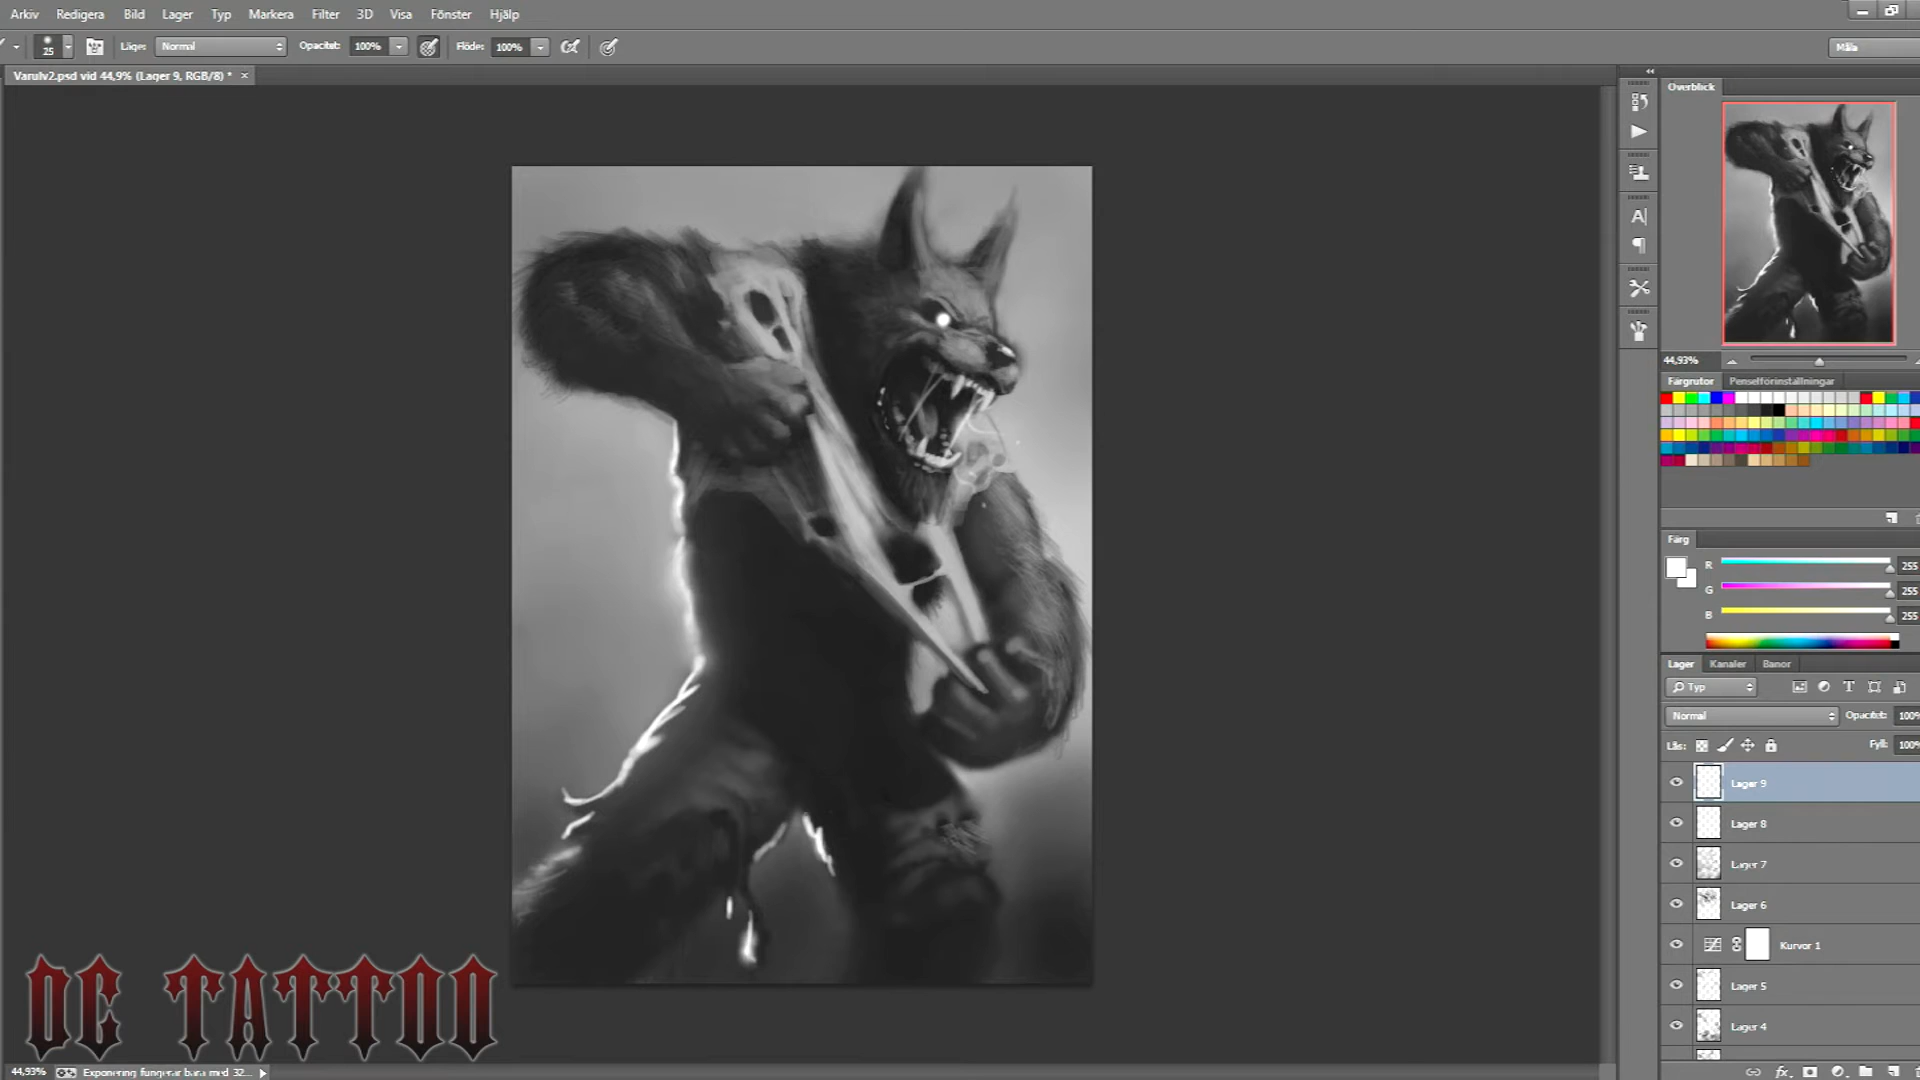 Arkiv Redigera Bild Lager Typ Markera Filter 3D Visa Fönster Hjälp
25 Läge: Normal Opacitet: 100% Flöde: 100% Måla
Varulv2.psd vid 44,9% (Lager 9, RGB/8) * ×
Överblick
44,93%
Färgrutor Penselförinställningar
Färg
R 255
G 255
B 255
Lager Kanaler Banor
Typ
Normal Opacitet: 100%
Lås: Fyll: 100%
Lager 9
Lager 8
Lager 7
Lager 6
Kurvor 1
Lager 5
Lager 4
DE TATTOO
44,93% Exponering fungerar bara med 32...